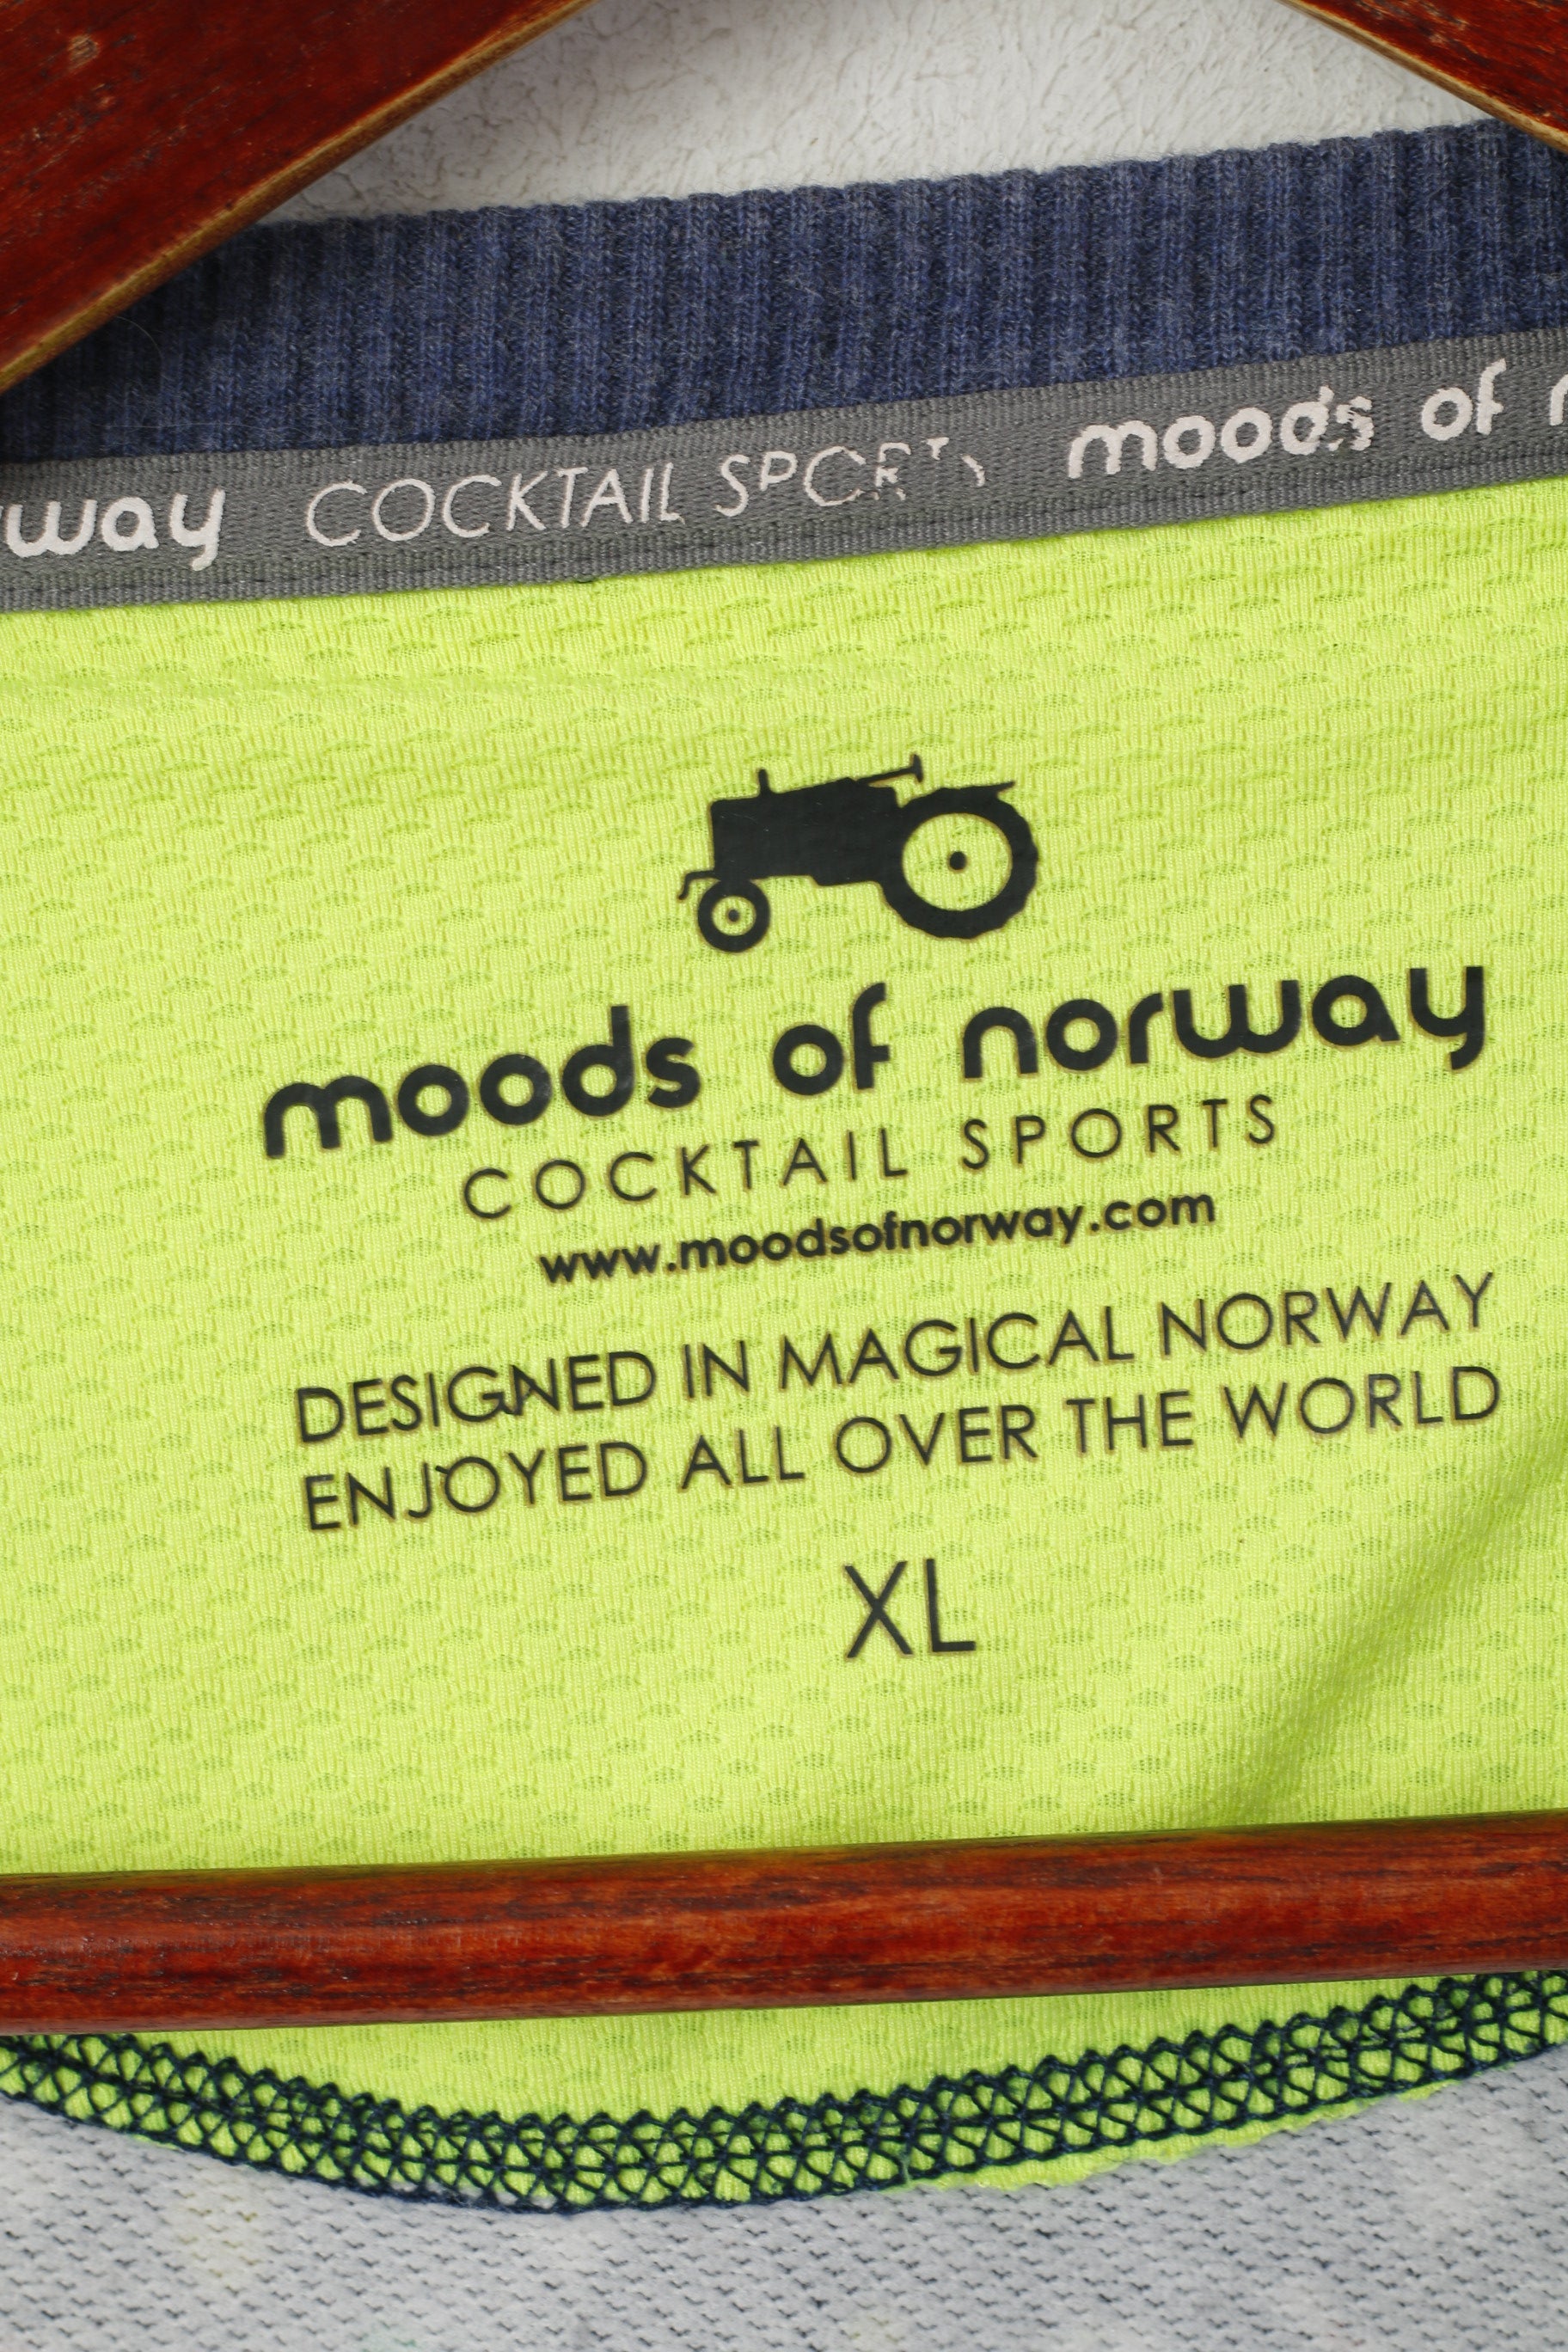 way COCKTAIL SPORTS moods of
moods of norway
COCKTAIL SPORTS
www.moodsofnorway.com
DESIGNED IN MAGICAL NORWAY
ENJOYED ALL OVER THE WORLD
XL